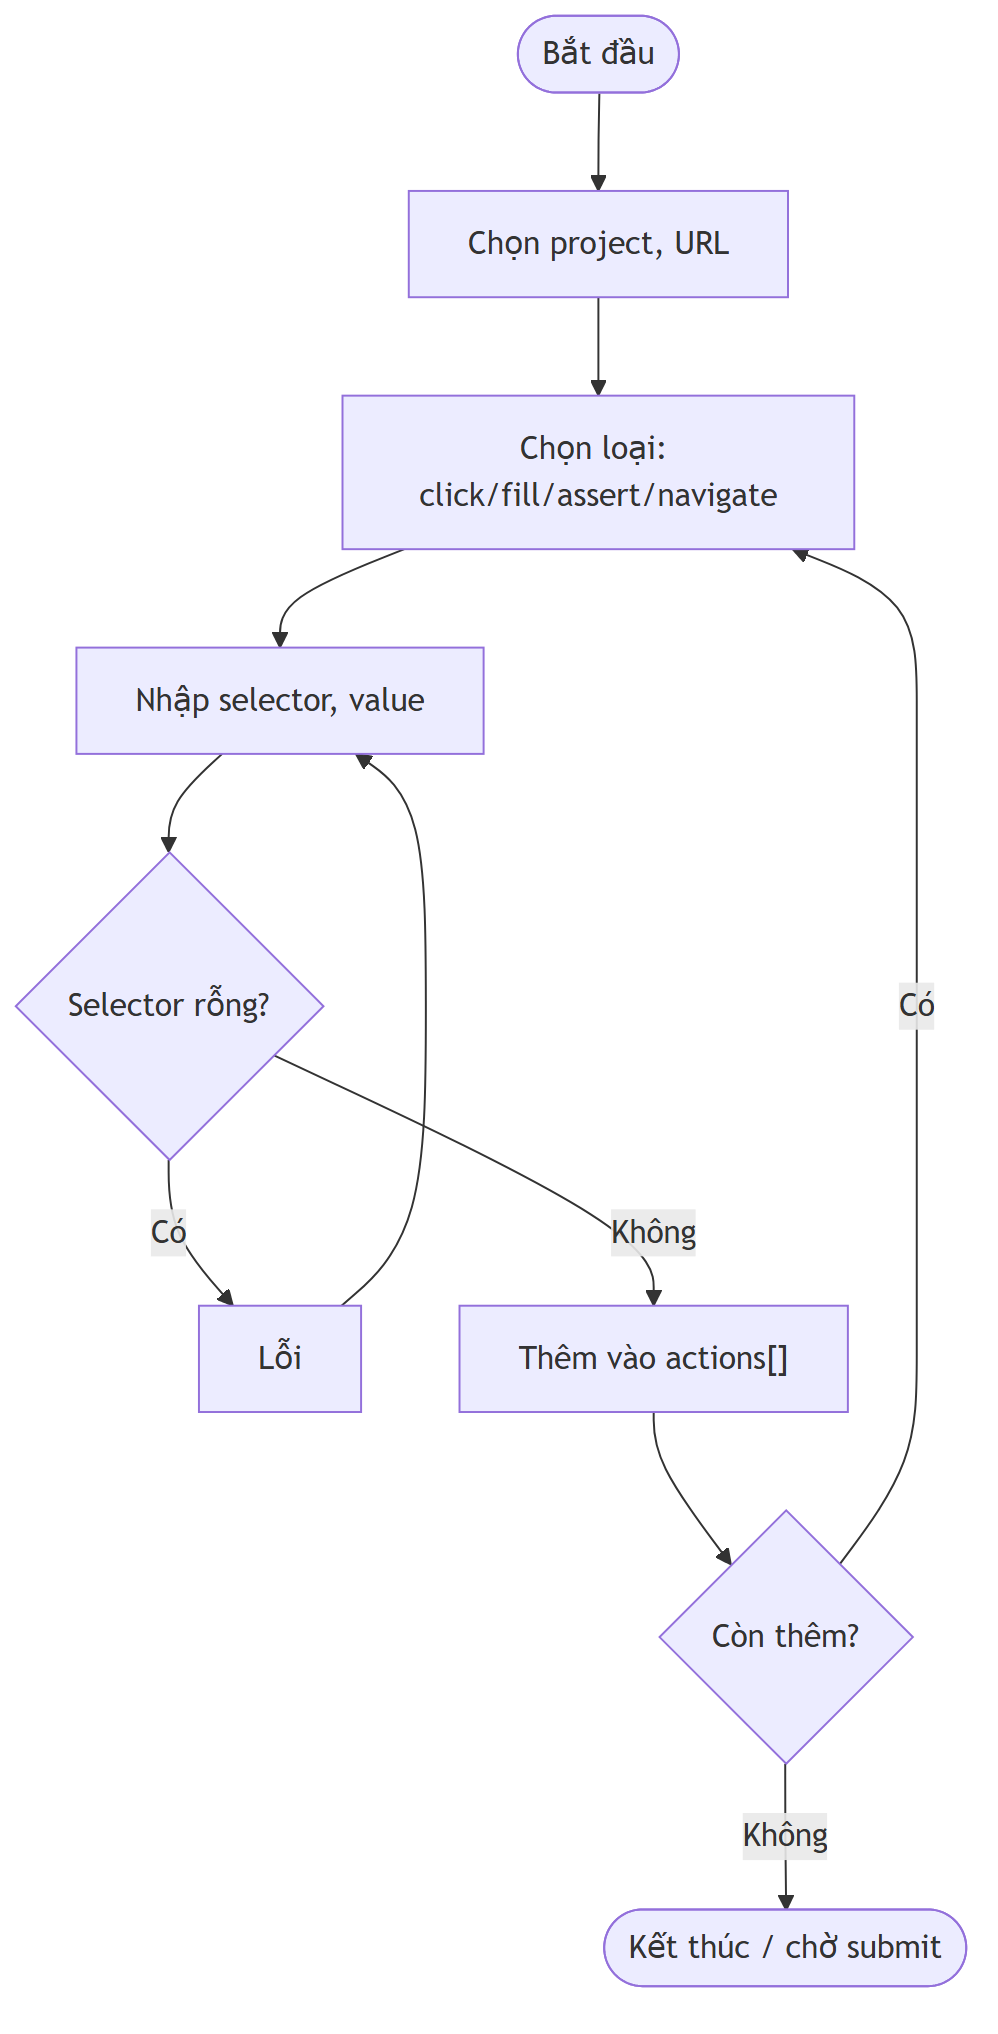 Bắt đầu
Chọn project, URL
Chọn loại:
click/fill/assert/navigate
Nhập selector, value
Selector rỗng?
Có
Có
Không
Lỗi
Thêm vào actions[]
Còn thêm?
Không
Kết thúc / chờ submit